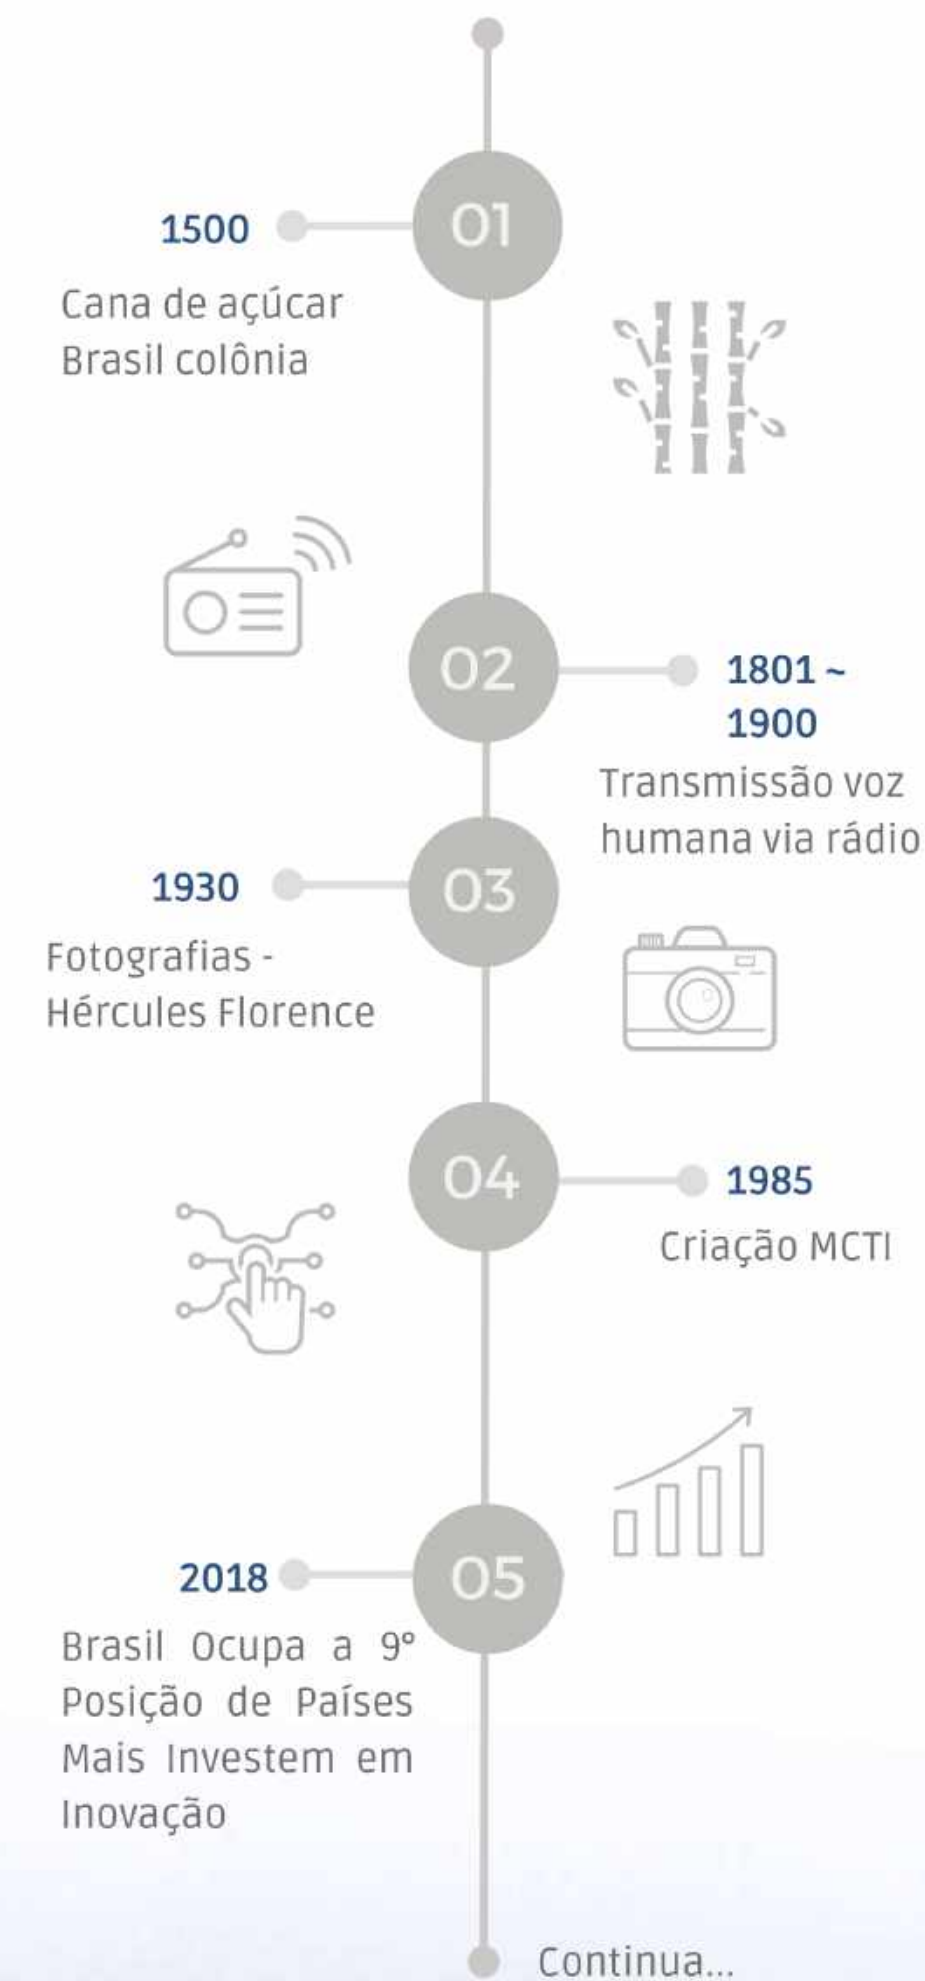 01
1500
Cana de açúcar
Brasil colônia
02
1801 ~
1900
Transmissão voz
humana via rádio
03
1930
Fotografias -
Hércules Florence
04
1985
Criação MCTI
05
2018
Brasil Ocupa a 9º
Posição de Países
Mais Investem em
Inovação
Continua...